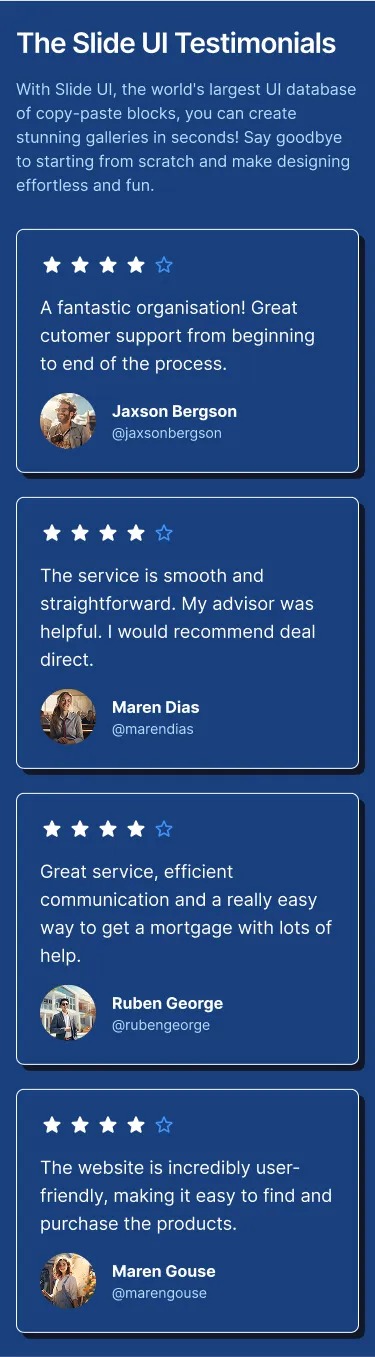 The Slide UI Testimonials
With Slide UI, the world's largest UI database
of copy-paste blocks, you can create
stunning galleries in seconds! Say goodbye
to starting from scratch and make designing
effortless and fun.
A fantastic organisation! Great
cutomer support from beginning
to end of the process.
Jaxson Bergson
@jaxsonbergson
The service is smooth and
straightforward. My advisor was
helpful. I would recommend deal
direct.
Maren Dias
@marendias
Great service, efficient
communication and a really easy
way to get a mortgage with lots of
help.
Ruben George
@rubengeorge
The website is incredibly user-
friendly, making it easy to find and
purchase the products.
Maren Gouse
@marengouse